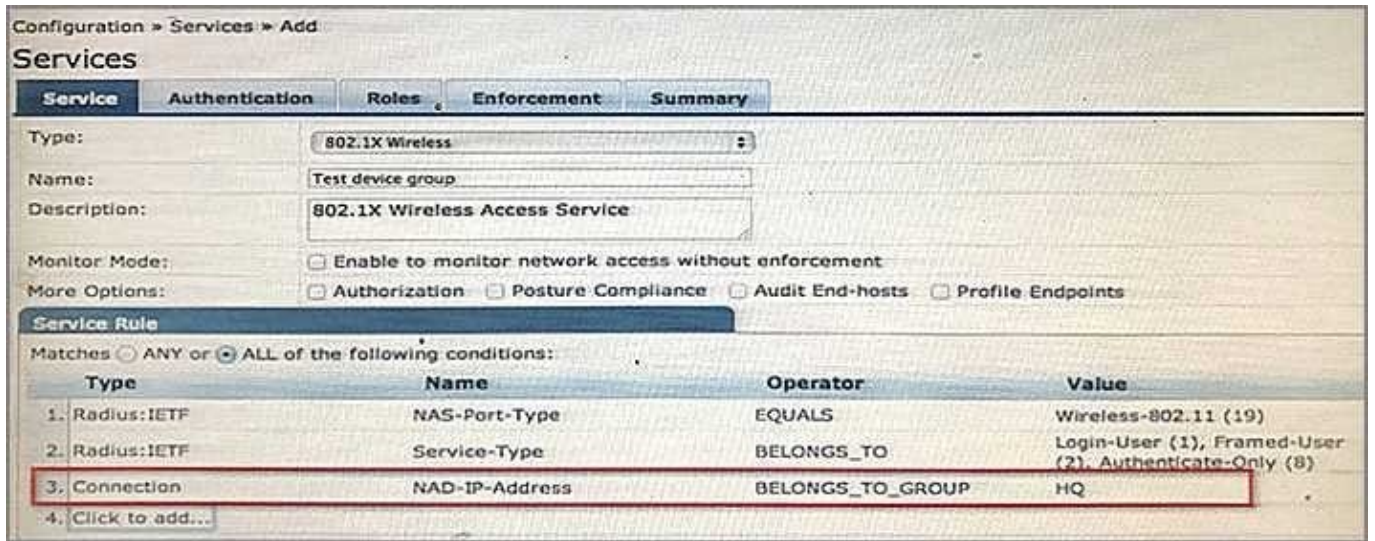 Configuration » Services » Add
Services
Service Authentication Roles Enforcement Summary
Type: 802.1X Wireless
Name: Test device group
Description: 802.1X Wireless Access Service
Monitor Mode: Enable to monitor network access without enforcement
More Options: Authorization Posture Compliance Audit End-hosts Profile Endpoints
Service Rule
Matches ANY or ALL of the following conditions:
Type Name Operator Value
1. Radius:IETF NAS-Port-Type EQUALS Wireless-802.11 (19)
2. Radius:IETF Service-Type BELONGS_TO Login-User (1), Framed-User
(2), Authenticate-Only (8)
3. Connection NAD-IP-Address BELONGS_TO_GROUP HQ
4. Click to add...